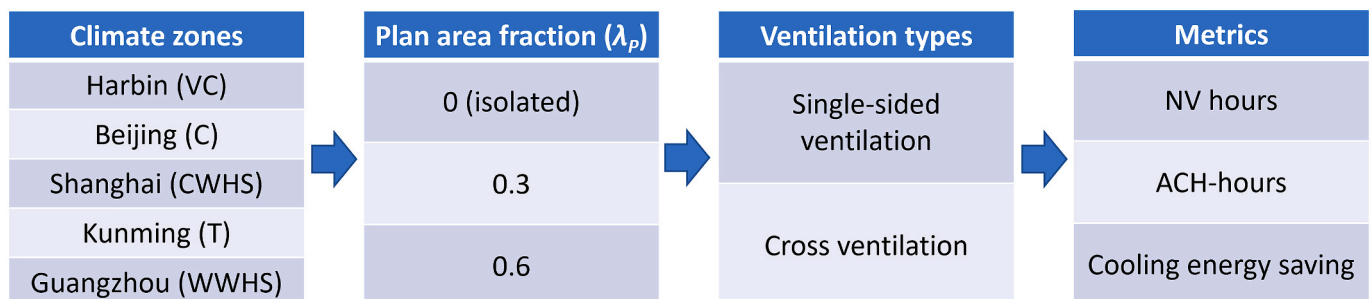 Climate zones
Harbin (VC)
Beijing (C)
Shanghai (CWHS)
Kunming (T)
Guangzhou (WWHS)
Plan area fraction (λP)
0 (isolated)
0.3
0.6
Ventilation types
Single-sided
ventilation
Cross ventilation
Metrics
NV hours
ACH-hours
Cooling energy saving